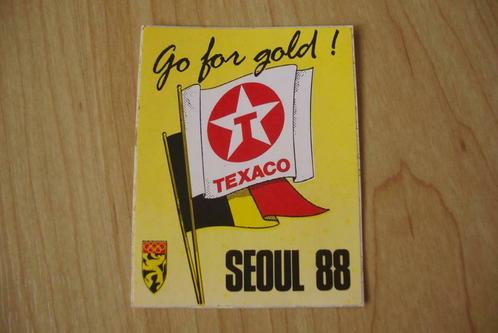 Go for gold !
T
TEXACO
SEOUL 88